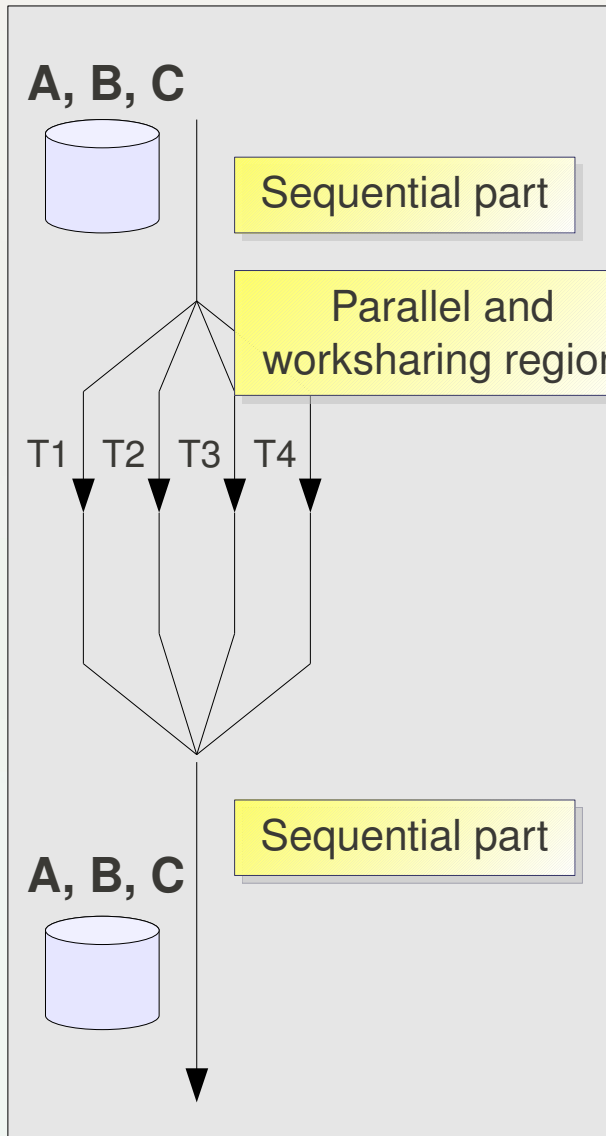 A, B, C
Sequential part
Parallel and
worksharing region
T1 T2 T3 T4
Sequential part
A, B, C